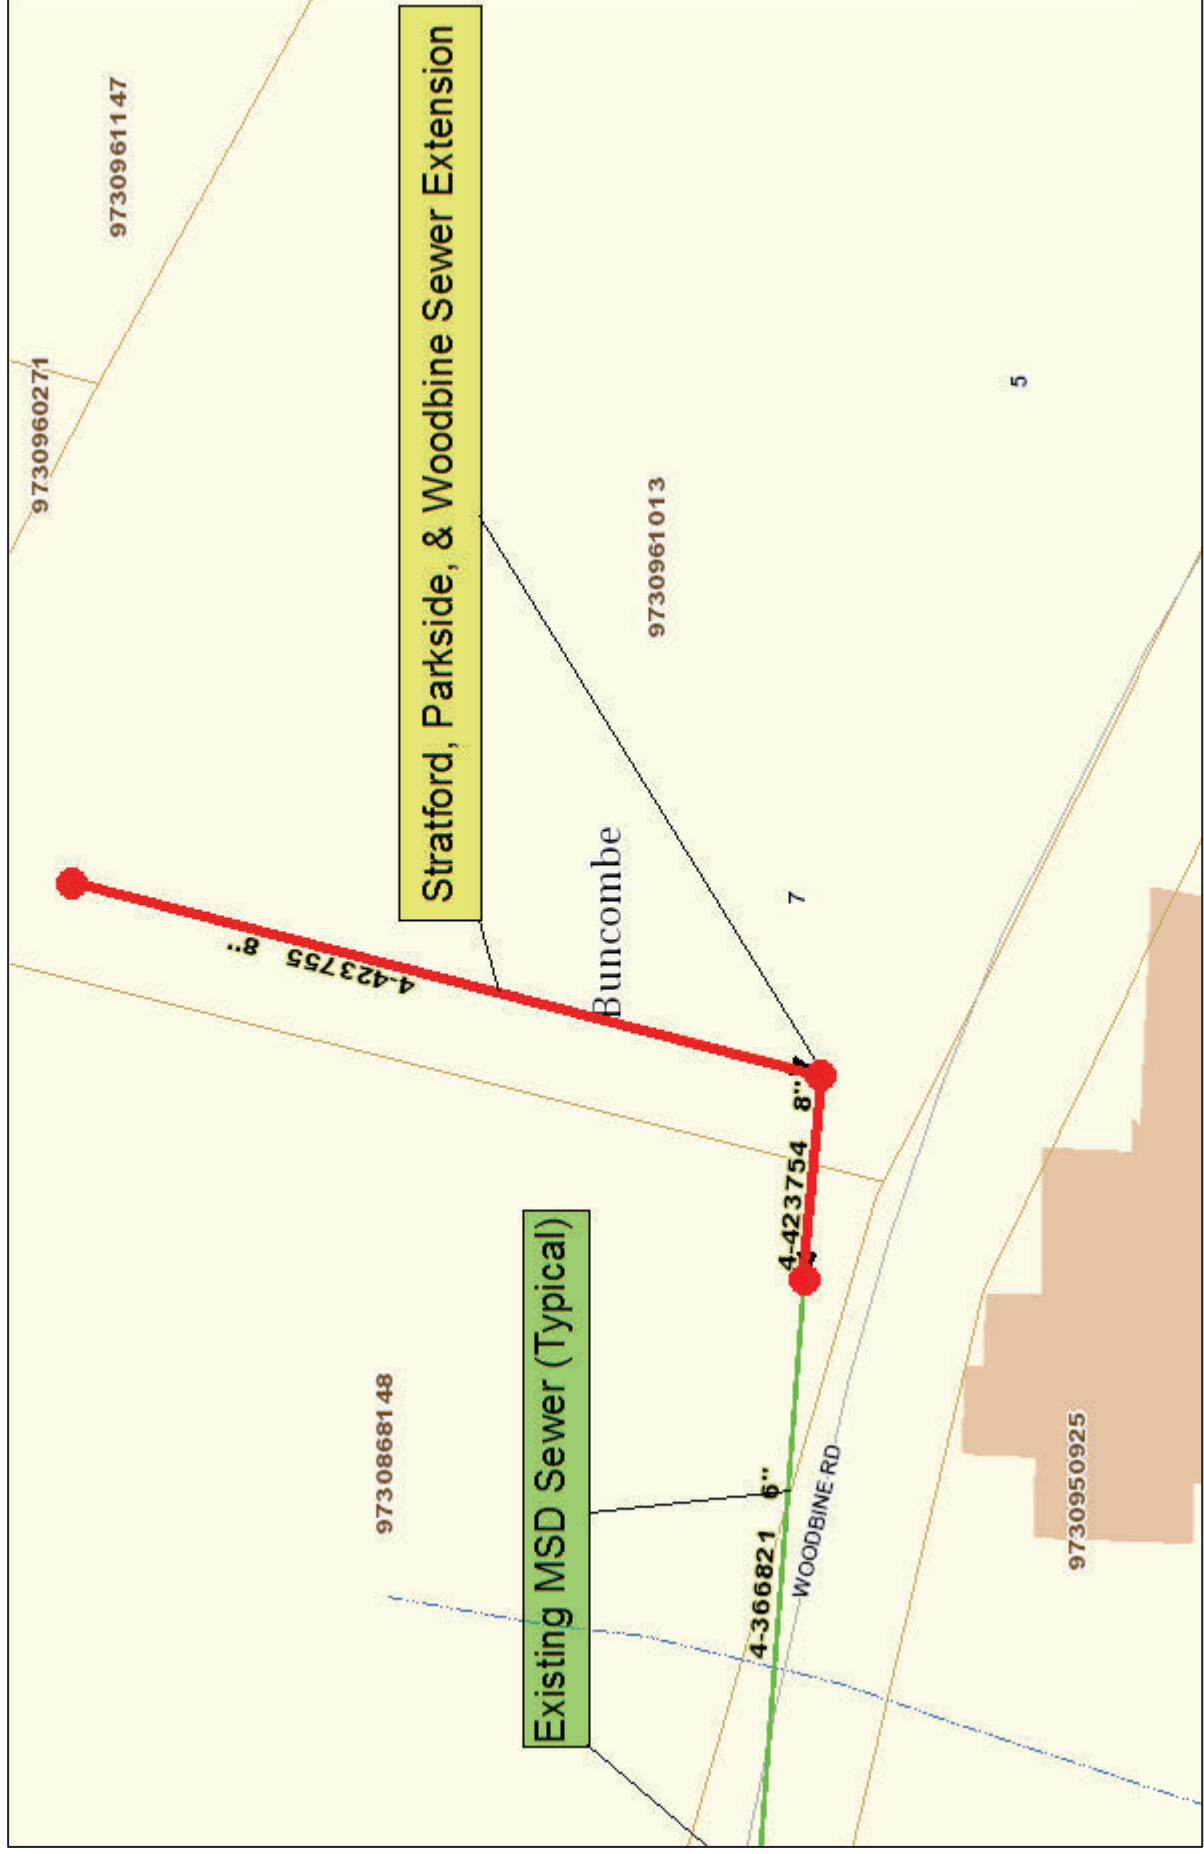 9730868148
Existing MSD Sewer (Typical)
4-366821 6"
WOODBINE RD
9730950925
9730960271
9730961147
8"
4-423755
Stratford, Parkside, & Woodbine Sewer Extension
Buncombe
9730961013
4-423754 8"
7
5